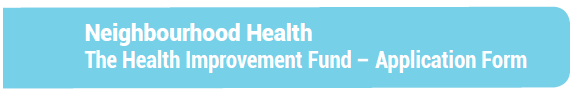 Neighbourhood Health
The Health Improvement Fund – Application Form